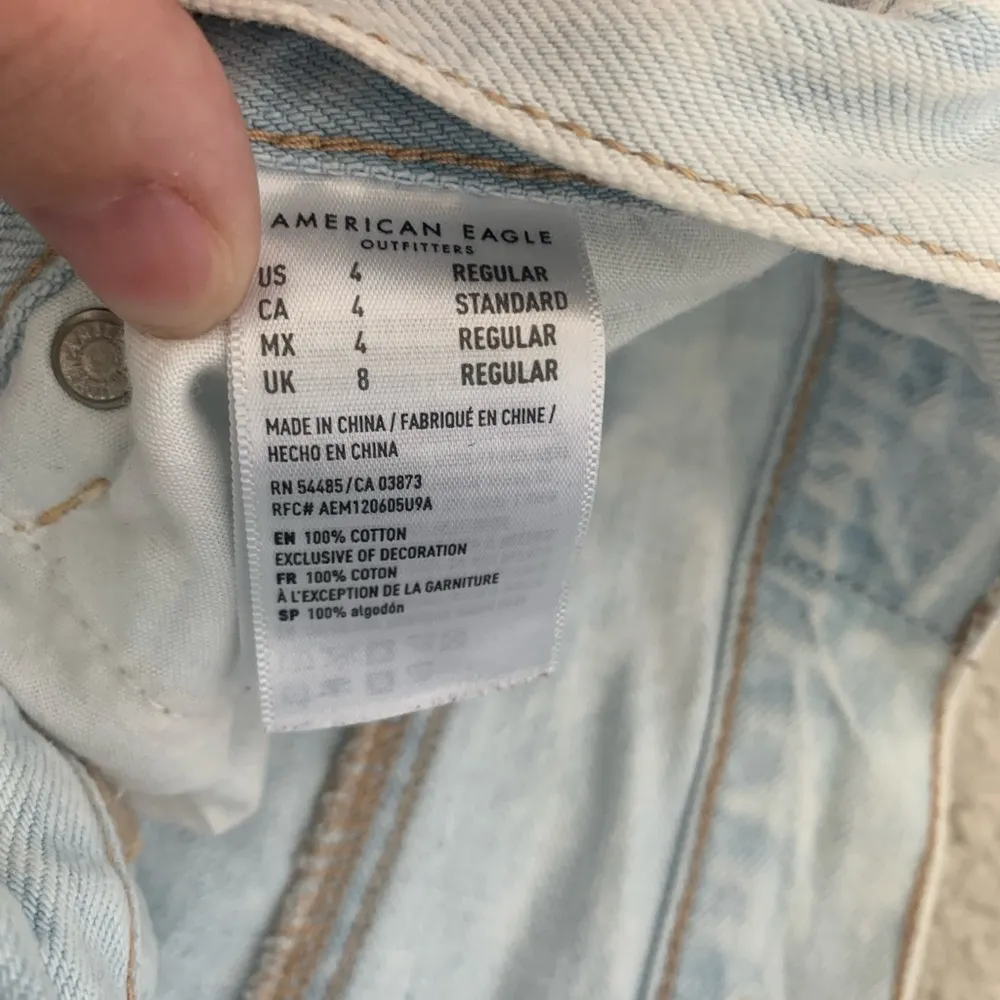 AMERICAN EAGLE
OUTFITTERS
US 4 REGULAR
CA 4 STANDARD
MX 4 REGULAR
UK 8 REGULAR
MADE IN CHINA / FABRIQUÉ EN CHINE /
HECHO EN CHINA
RN 54485/CA 03873
RFC# AEM120605U9A
EN 100% COTTON
EXCLUSIVE OF DECORATION
FR 100% COTON
À L'EXCEPTION DE LA GARNITURE
SP 100% algodón